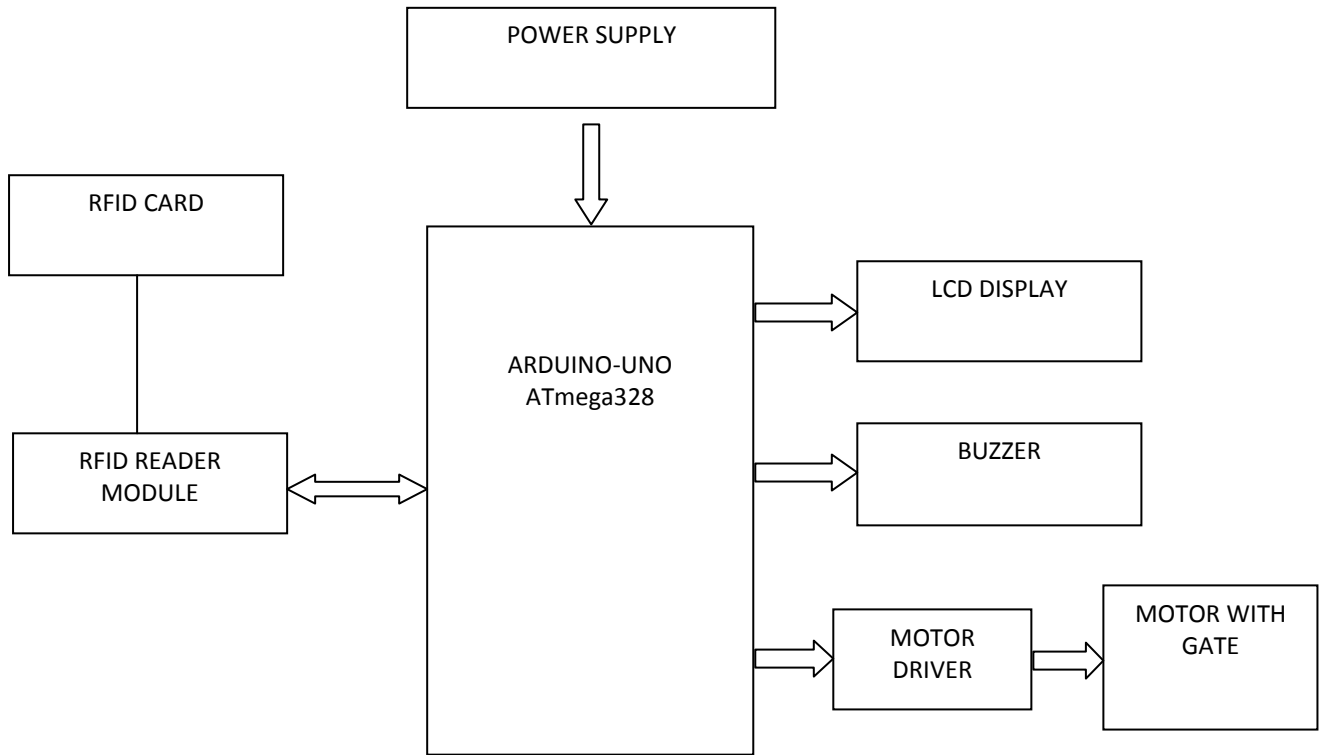 POWER SUPPLY
RFID CARD
LCD DISPLAY
ARDUINO-UNO
ATmega328
BUZZER
RFID READER
MODULE
MOTOR WITH
GATE
MOTOR
DRIVER